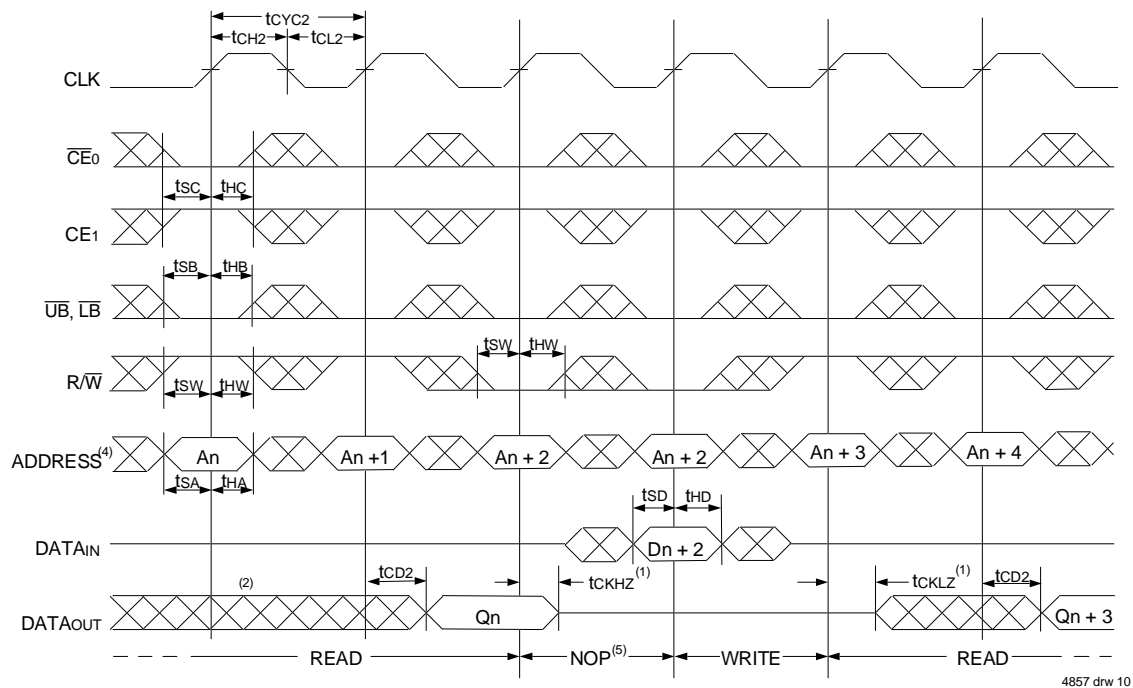 tCYC2
tCH2 tCL2
CLK
CE0
tSC tHC
CE1
tSB tHB
UB, LB
tSW tHW
R/W
tSW tHW
ADDRESS(4) An An +1 An + 2 An + 2 An + 3 An + 4
tSA tHA
tSD tHD
DATAIN Dn + 2
(2) tCD2 tCKHZ(1) tCKLZ(1) tCD2
DATAOUT Qn Qn + 3
READ NOP(5) WRITE READ
4857 drw 10